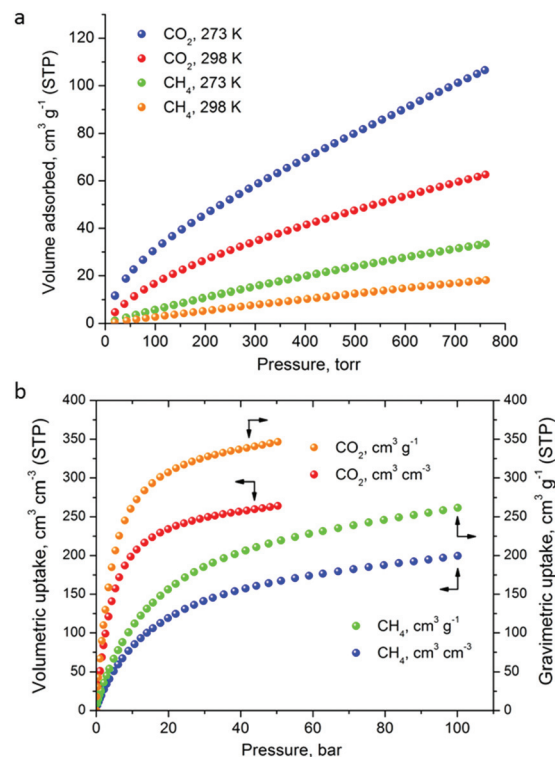 a
CO2, 273 K
CO2, 298 K
CH4, 273 K
CH4, 298 K
Volume adsorbed, cm3 g-1 (STP)
120
100
80
60
40
20
0
0 100 200 300 400 500 600 700 800
Pressure, torr
b
400
350
300
250
200
150
100
50
0
Volumetric uptake, cm3 cm-3 (STP)
CO2, cm3 g-1
CO2, cm3 cm-3
CH4, cm3 g-1
CH4, cm3 cm-3
400
350
300
250
200
150
100
50
0
Gravimetric uptake, cm3 g-1 (STP)
0 20 40 60 80 100
Pressure, bar